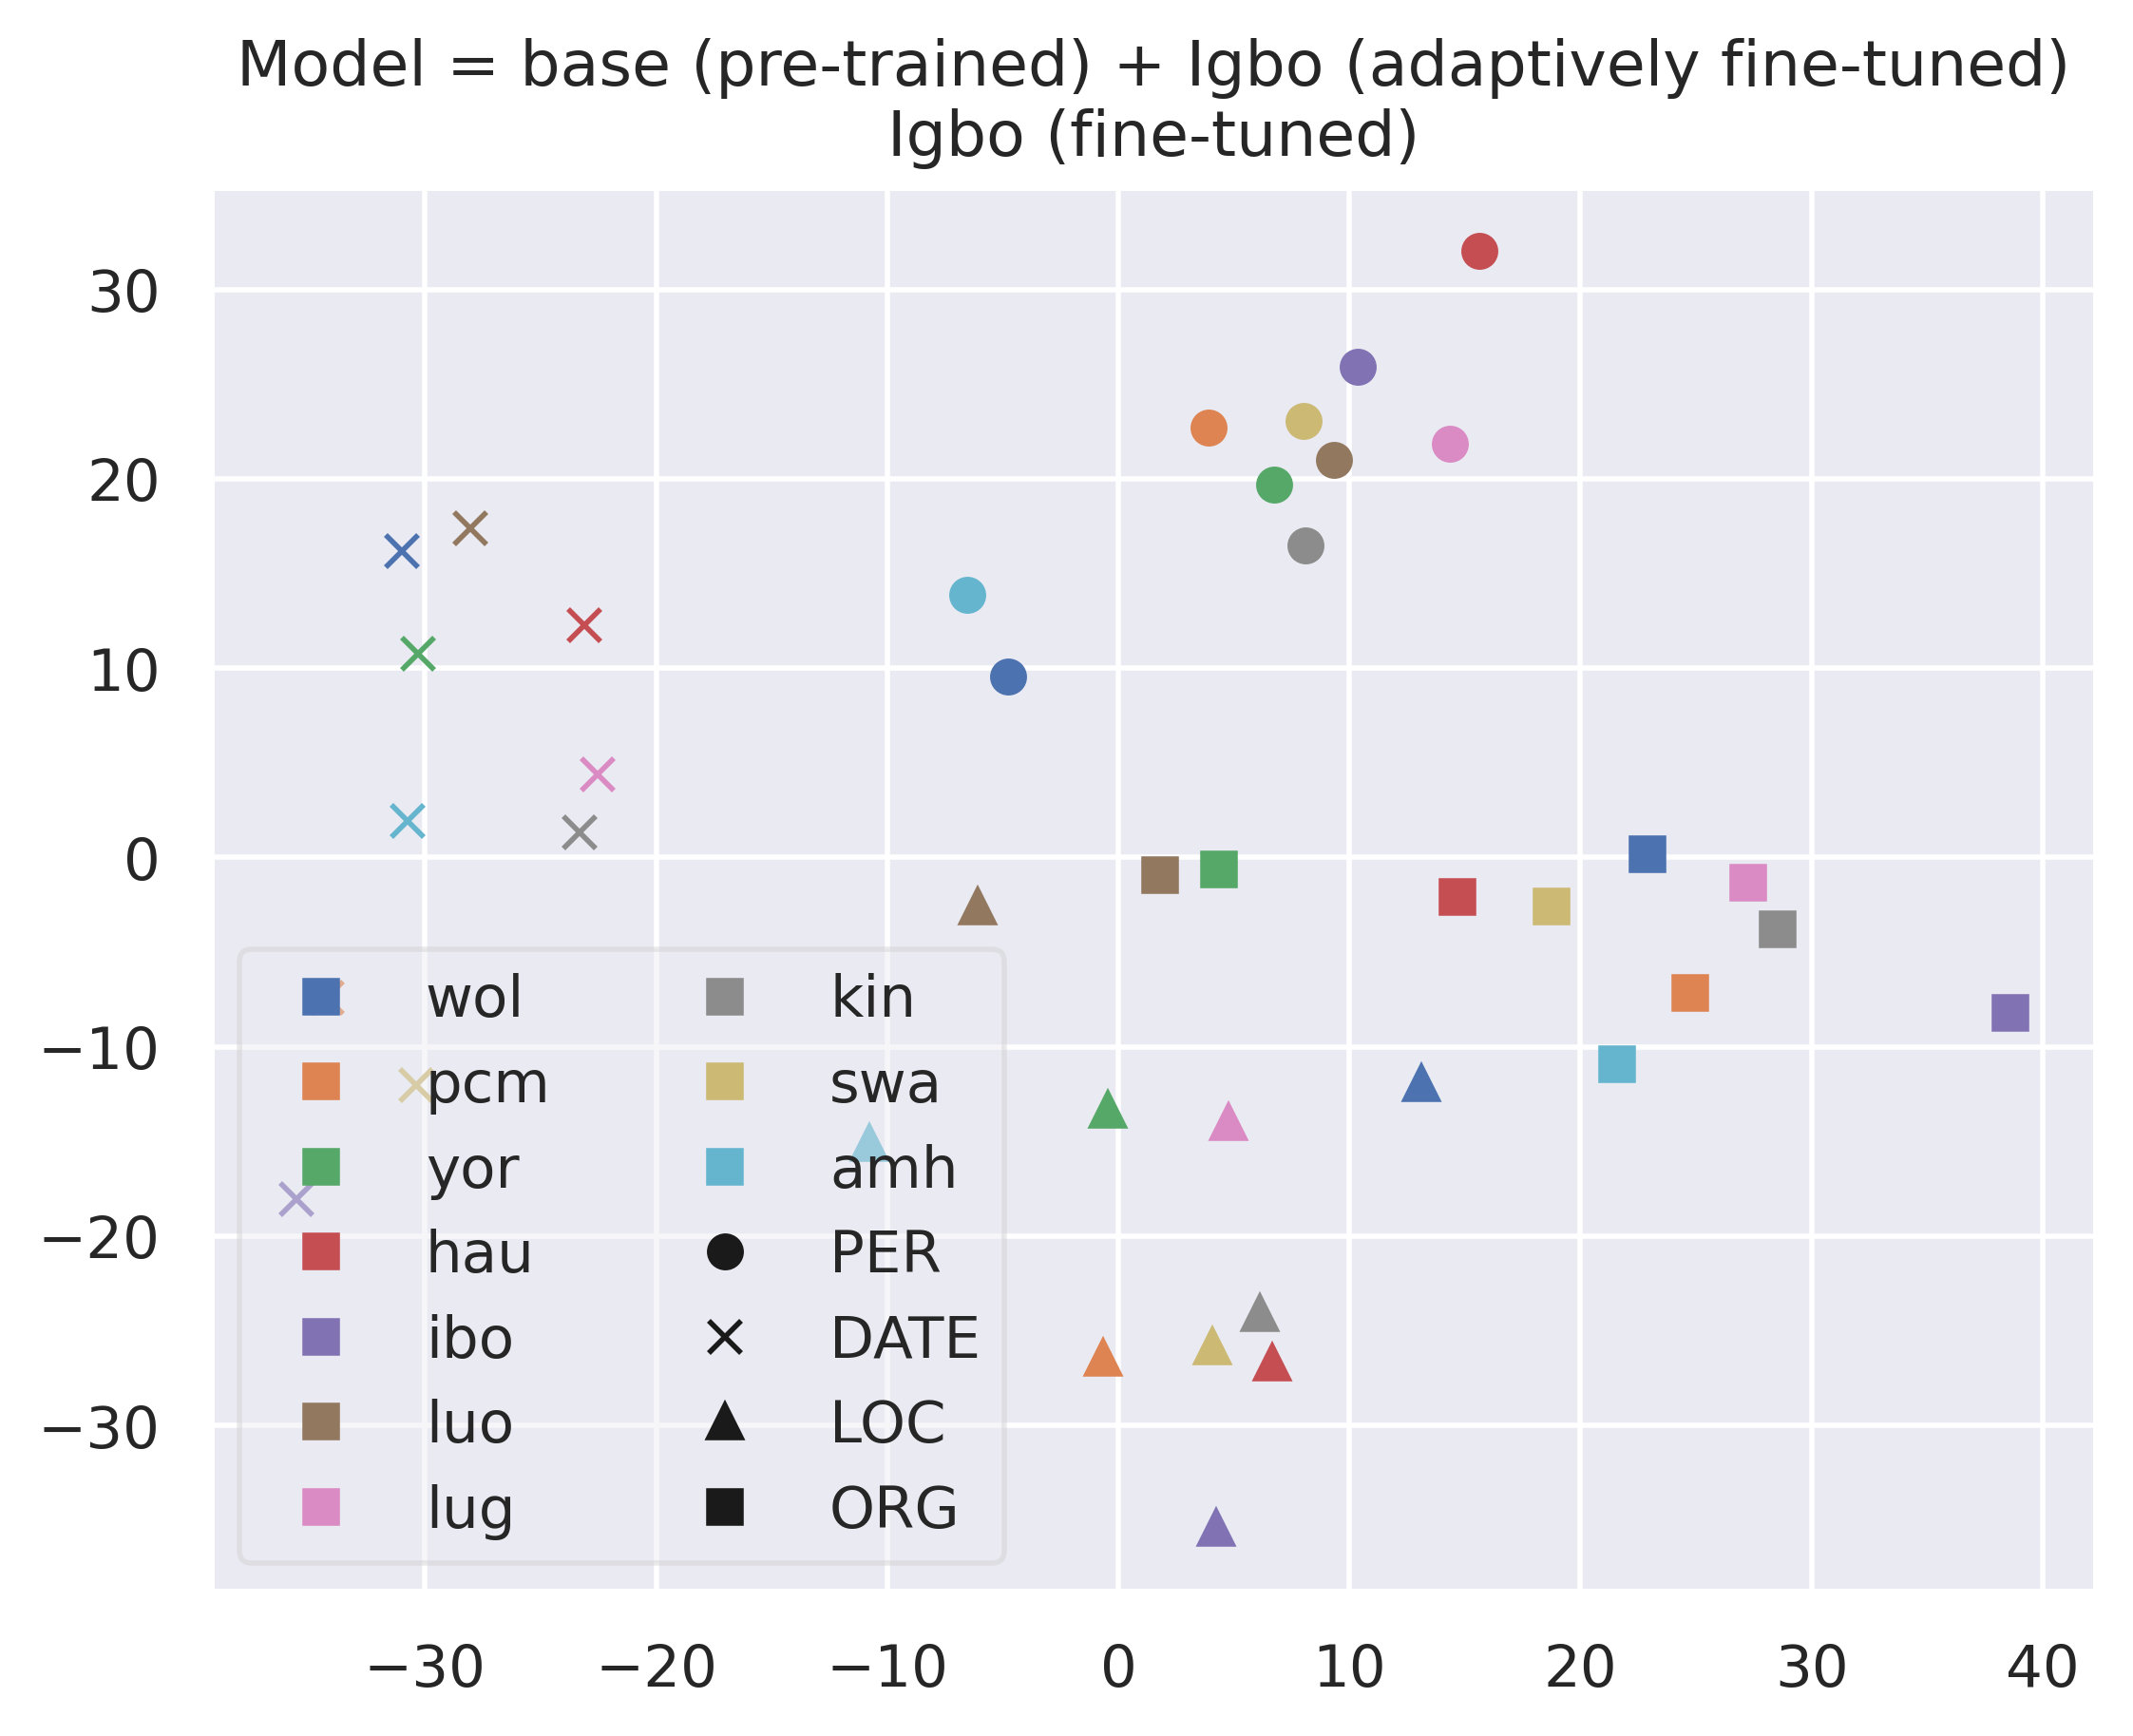 Model = base (pre-trained) + Igbo (adaptively fine-tuned)
Igbo (fine-tuned)
30
20
10
0
−10
−20
−30
wol
pcm
yor
hau
ibo
luo
lug
kin
swa
amh
PER
DATE
LOC
ORG
−30 −20 −10 0 10 20 30 40